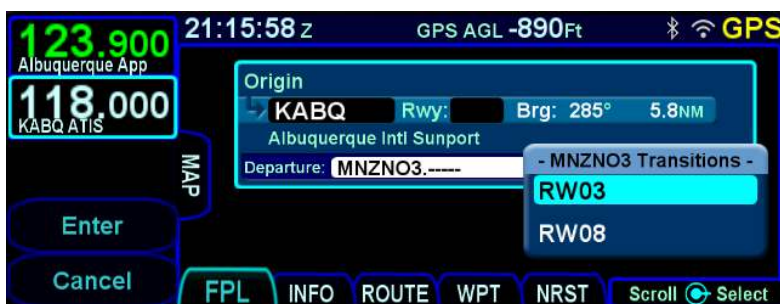 123.900
Albuquerque App
118.000
KABQ ATIS
21:15:58 Z GPS AGL -890Ft GPS
Origin
KABQ Rwy: Brg: 285° 5.8NM
Albuquerque Intl Sunport
Departure: MNZNO3.-----
- MNZNO3 Transitions -
RW03
RW08
MAP
Enter
Cancel
FPL INFO ROUTE WPT NRST Scroll Select